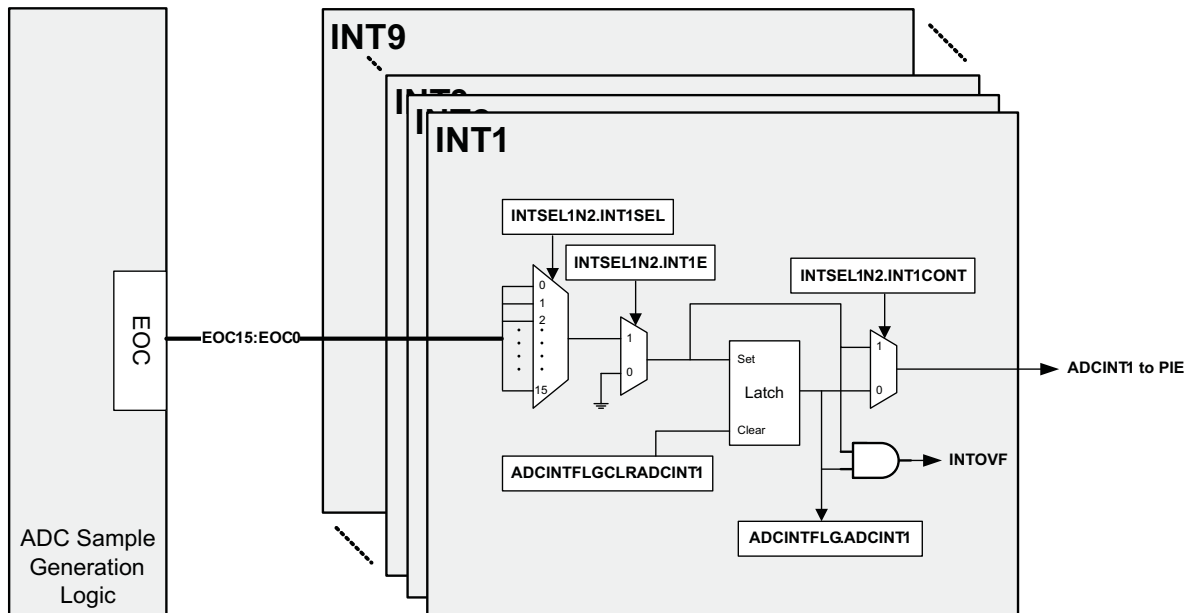 INT9
INT1
INTSEL1N2.INT1SEL
INTSEL1N2.INT1E
INTSEL1N2.INT1CONT
0
1
2
15
1
0
Set
Latch
Clear
1
0
EOC
EOC15:EOC0
ADCINT1 to PIE
INTOVF
ADCINTFLGCLRADCINT1
ADCINTFLG.ADCINT1
ADC Sample
Generation
Logic